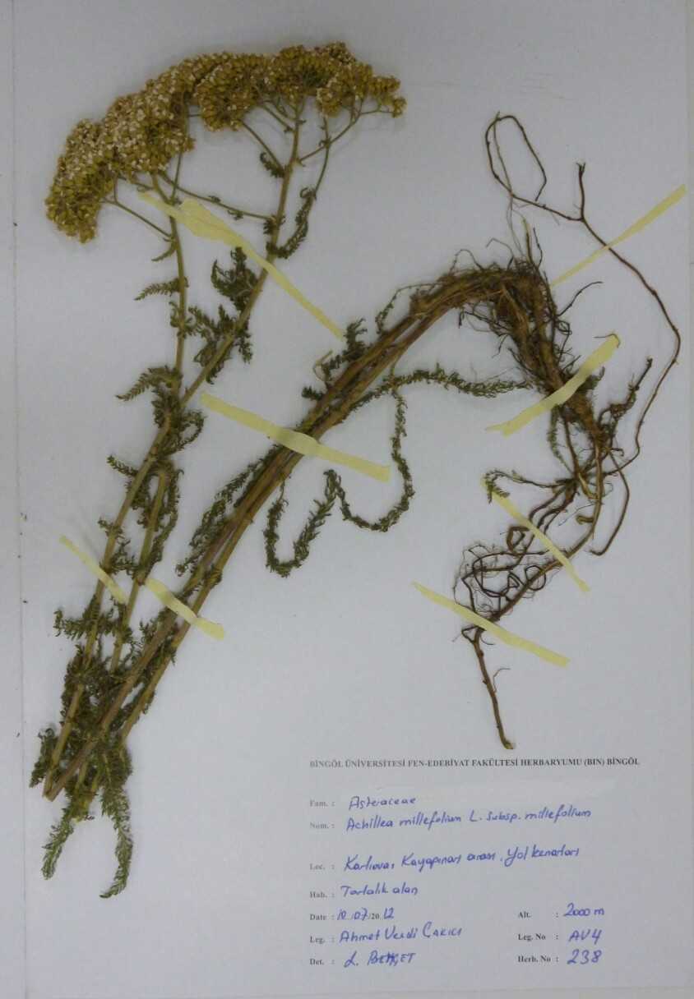 BİNGÖL ÜNİVERSİTESİ FEN-EDEBİYAT FAKÜLTESİ HERBARYUMU (BIN) BİNGÖL
Fam. : Asteraceae
Nom. : Achillea millefolium L. subsp. millefolium
Loc. : Karlıova, Kayapınarı arası, Yol kenarları
Hab. : Tarlalık alan
Date : 10/07/2012 Alt. : 2000 m
Leg. : Ahmet Verdi ÇAKICI Leg. No : AV4
Det. : L. Herb. No : 238